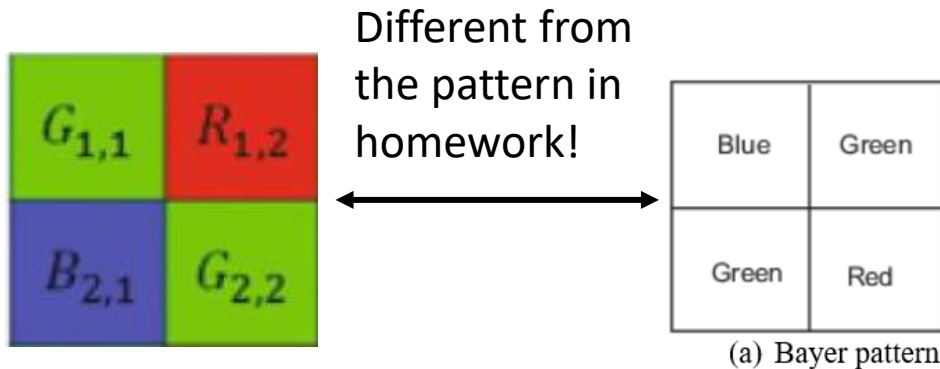 Different from
the pattern in
homework!
G1,1 R1,2
B2,1 G2,2
Blue Green
Green Red
(a) Bayer pattern